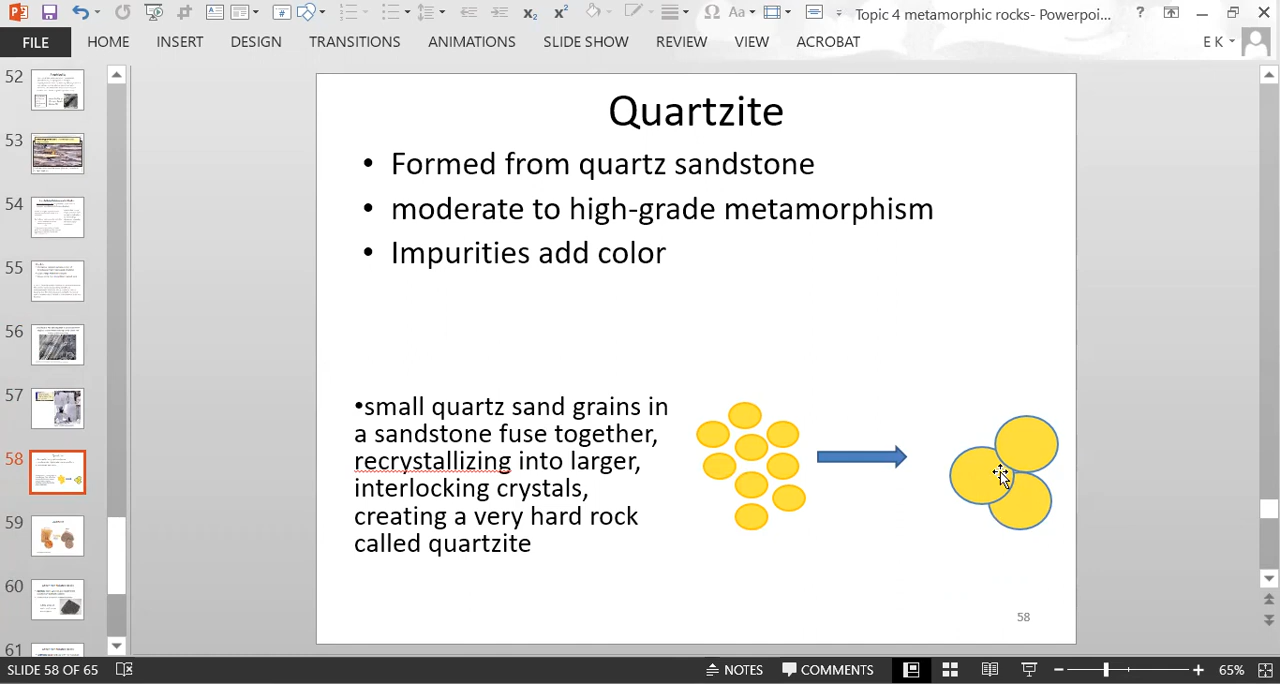 Topic 4 metamorphic rocks- Powerpoi...
?
FILE
HOME
INSERT
DESIGN
TRANSITIONS
ANIMATIONS
SLIDE SHOW
REVIEW
VIEW
ACROBAT
E K
52
53
54
55
56
57
58
59
60
61
Quartzite
• Formed from quartz sandstone
• moderate to high-grade metamorphism
• Impurities add color
•small quartz sand grains in
a sandstone fuse together,
recrystallizing into larger,
interlocking crystals,
creating a very hard rock
called quartzite
58
SLIDE 58 OF 65
NOTES
COMMENTS
65%